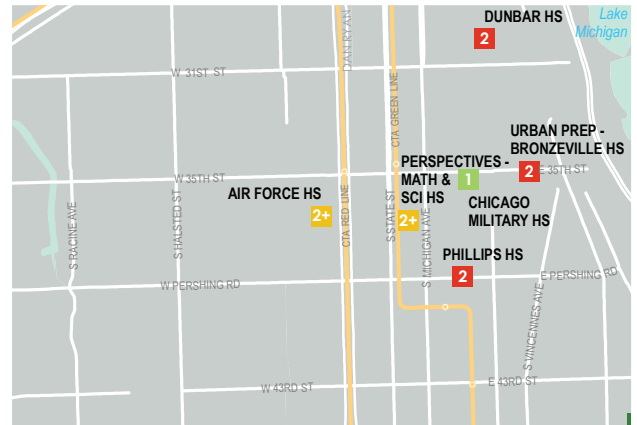 DUNBAR HS
2
Lake
Michigan
DAN RYAN
W 31ST ST
CTA GREEN LINE
URBAN PREP -
BRONZEVILLE HS
2
E 35TH ST
PERSPECTIVES -
MATH &
SCI HS
2+
1
W 35TH ST
AIR FORCE HS
2+
CHICAGO
MILITARY HS
S RACINE AVE
S HALSTED ST
CTA RED LINE
S STATE ST
S MICHIGAN AVE
PHILLIPS HS
2
W PERSHING RD
E PERSHING RD
S VINCENNES AVE
W 43RD ST
E 43RD ST